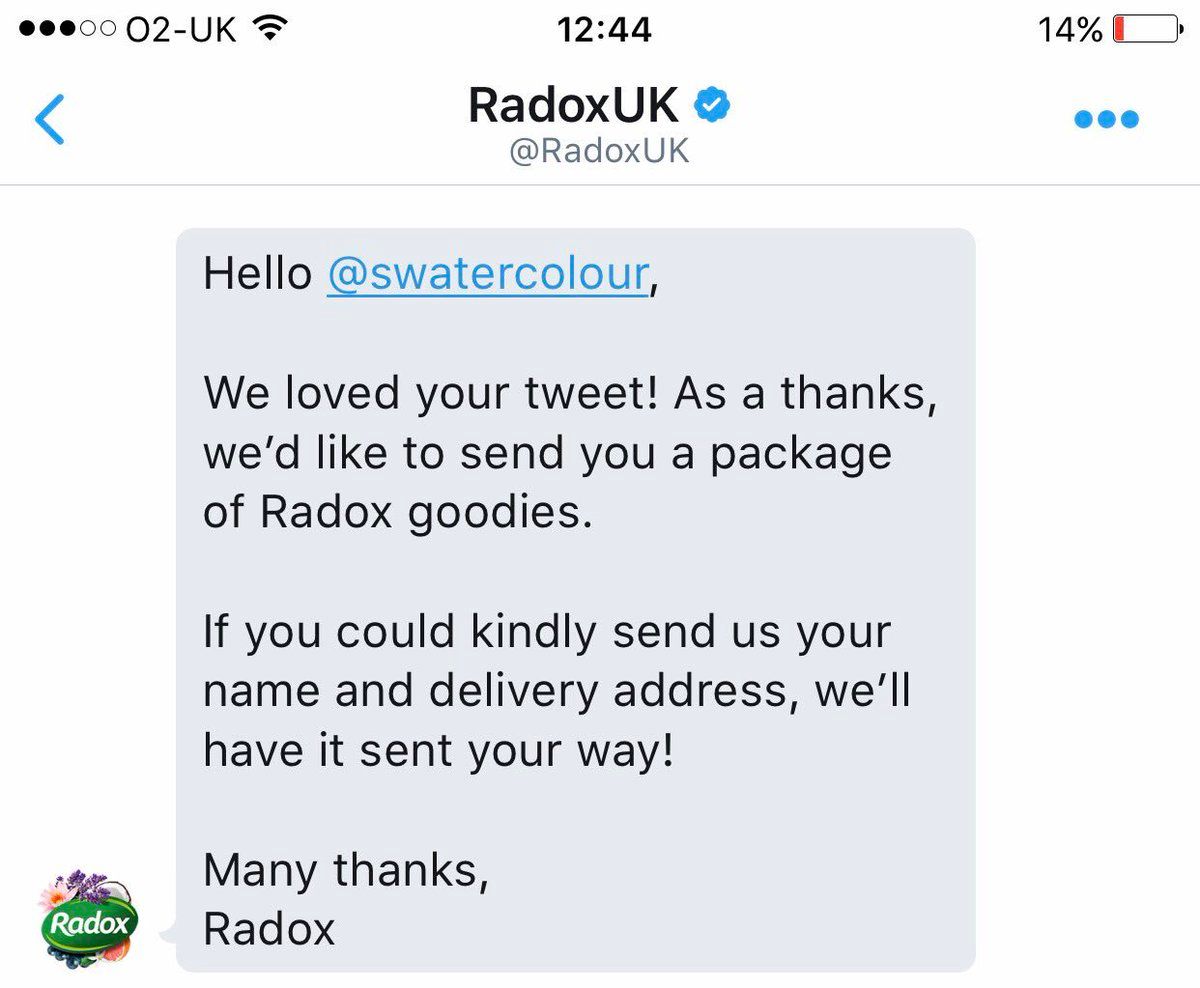 O2-UK 12:44 14%
RadoxUK
@RadoxUK
Hello @swatercolour,
We loved your tweet! As a thanks,
we’d like to send you a package
of Radox goodies.
If you could kindly send us your
name and delivery address, we’ll
have it sent your way!
Many thanks,
Radox
Radox